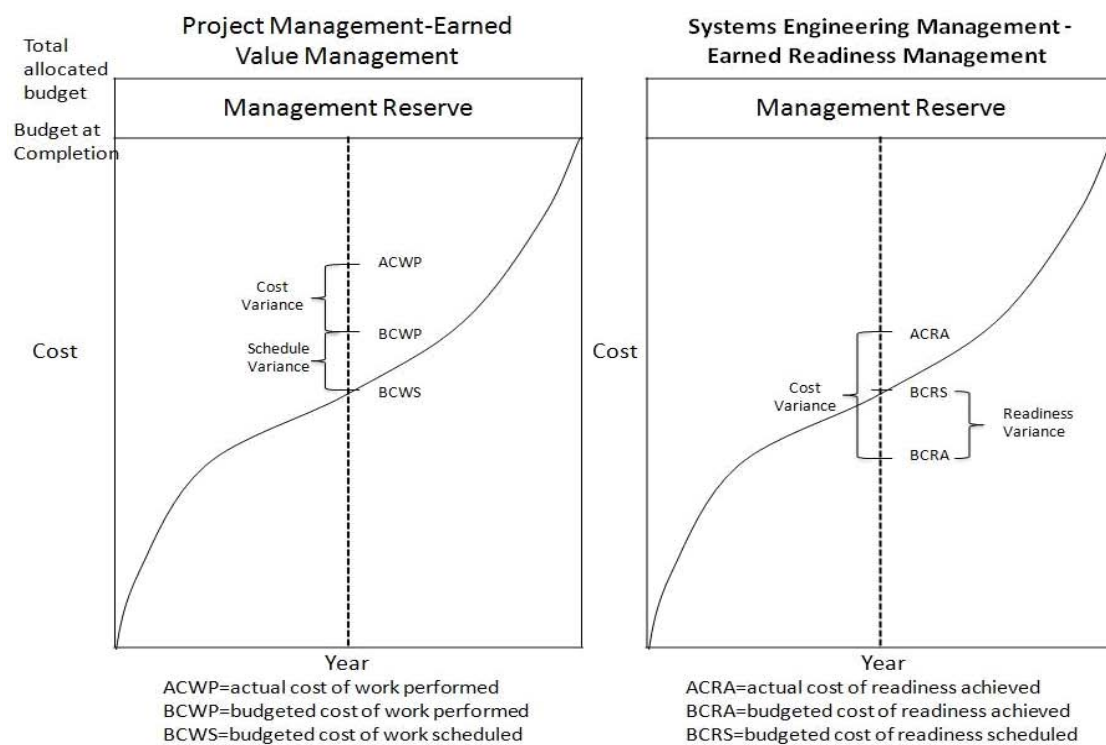 Project Management-Earned
Value Management
Total
allocated
budget
Management Reserve
Budget at
Completion
Cost
ACWP
Cost
Variance
BCWP
Schedule
Variance
BCWS
Year
ACWP=actual cost of work performed
BCWP=budgeted cost of work performed
BCWS=budgeted cost of work scheduled
Systems Engineering Management -
Earned Readiness Management
Management Reserve
Cost
ACRA
Cost
Variance
BCRS
Readiness
Variance
BCRA
Year
ACRA=actual cost of readiness achieved
BCRA=budgeted cost of readiness achieved
BCRS=budgeted cost of readiness scheduled